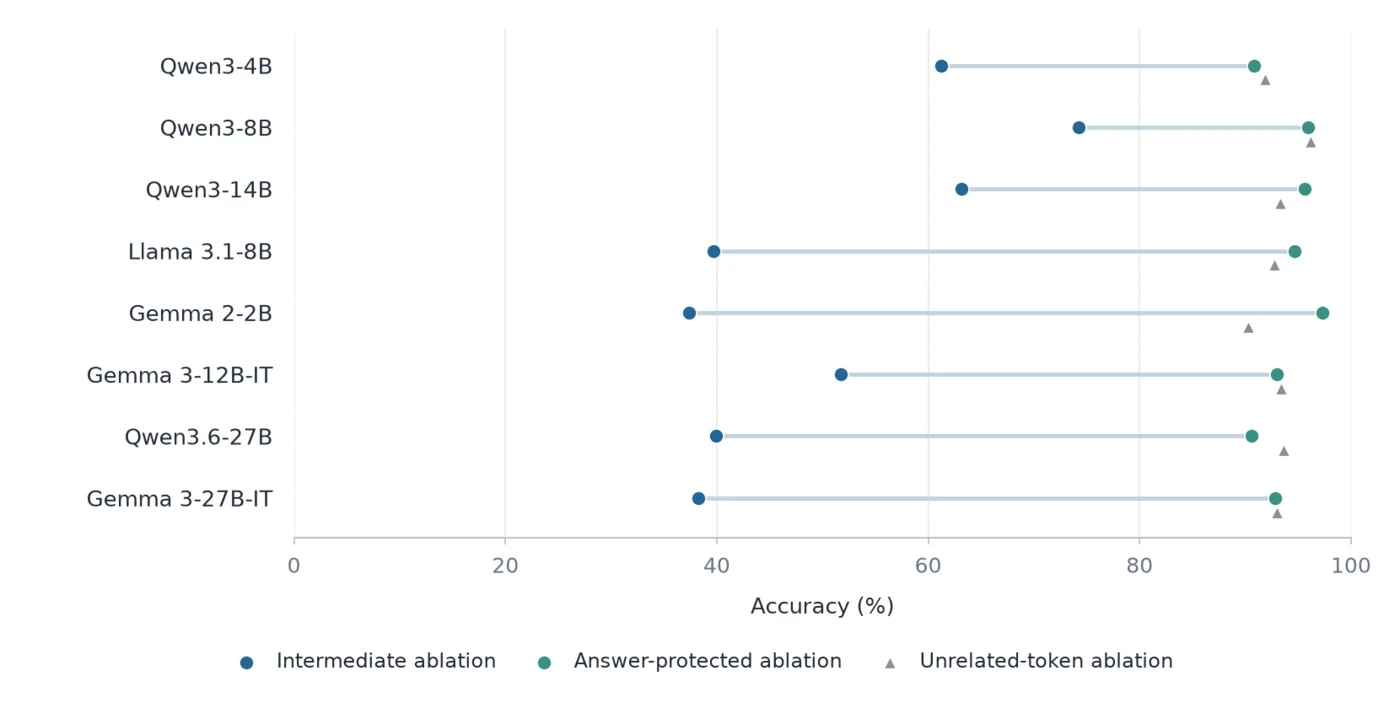 Qwen3-4B
Qwen3-8B
Qwen3-14B
Llama 3.1-8B
Gemma 2-2B
Gemma 3-12B-IT
Qwen3.6-27B
Gemma 3-27B-IT
0 20 40 60 80 100
Accuracy (%)
Intermediate ablation Answer-protected ablation Unrelated-token ablation